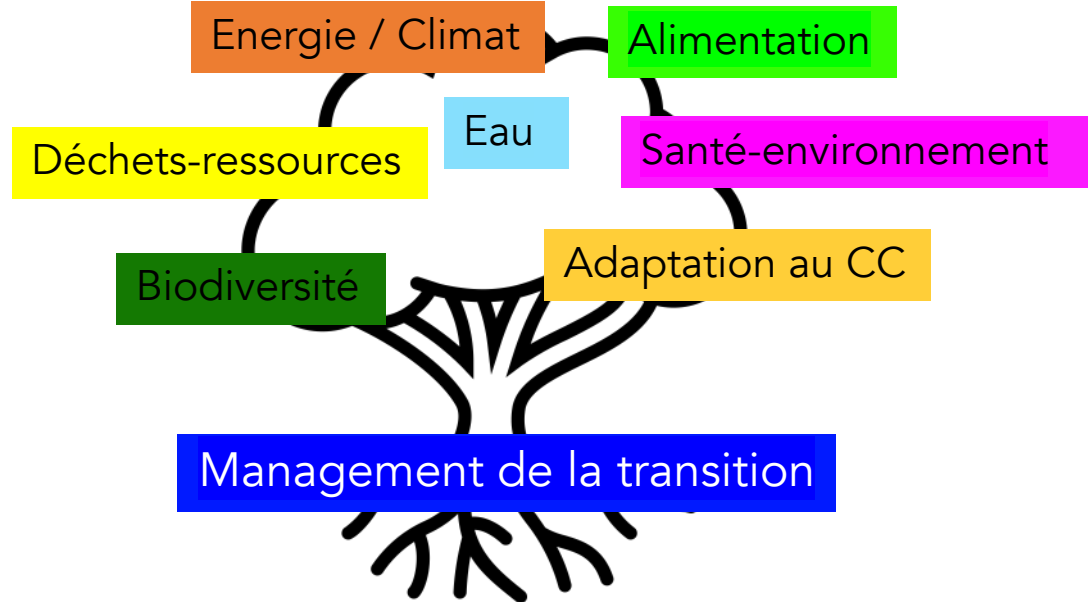 Energie / Climat
Alimentation
Eau
Santé-environnement
Déchets-ressources
Adaptation au CC
Biodiversité
Management de la transition